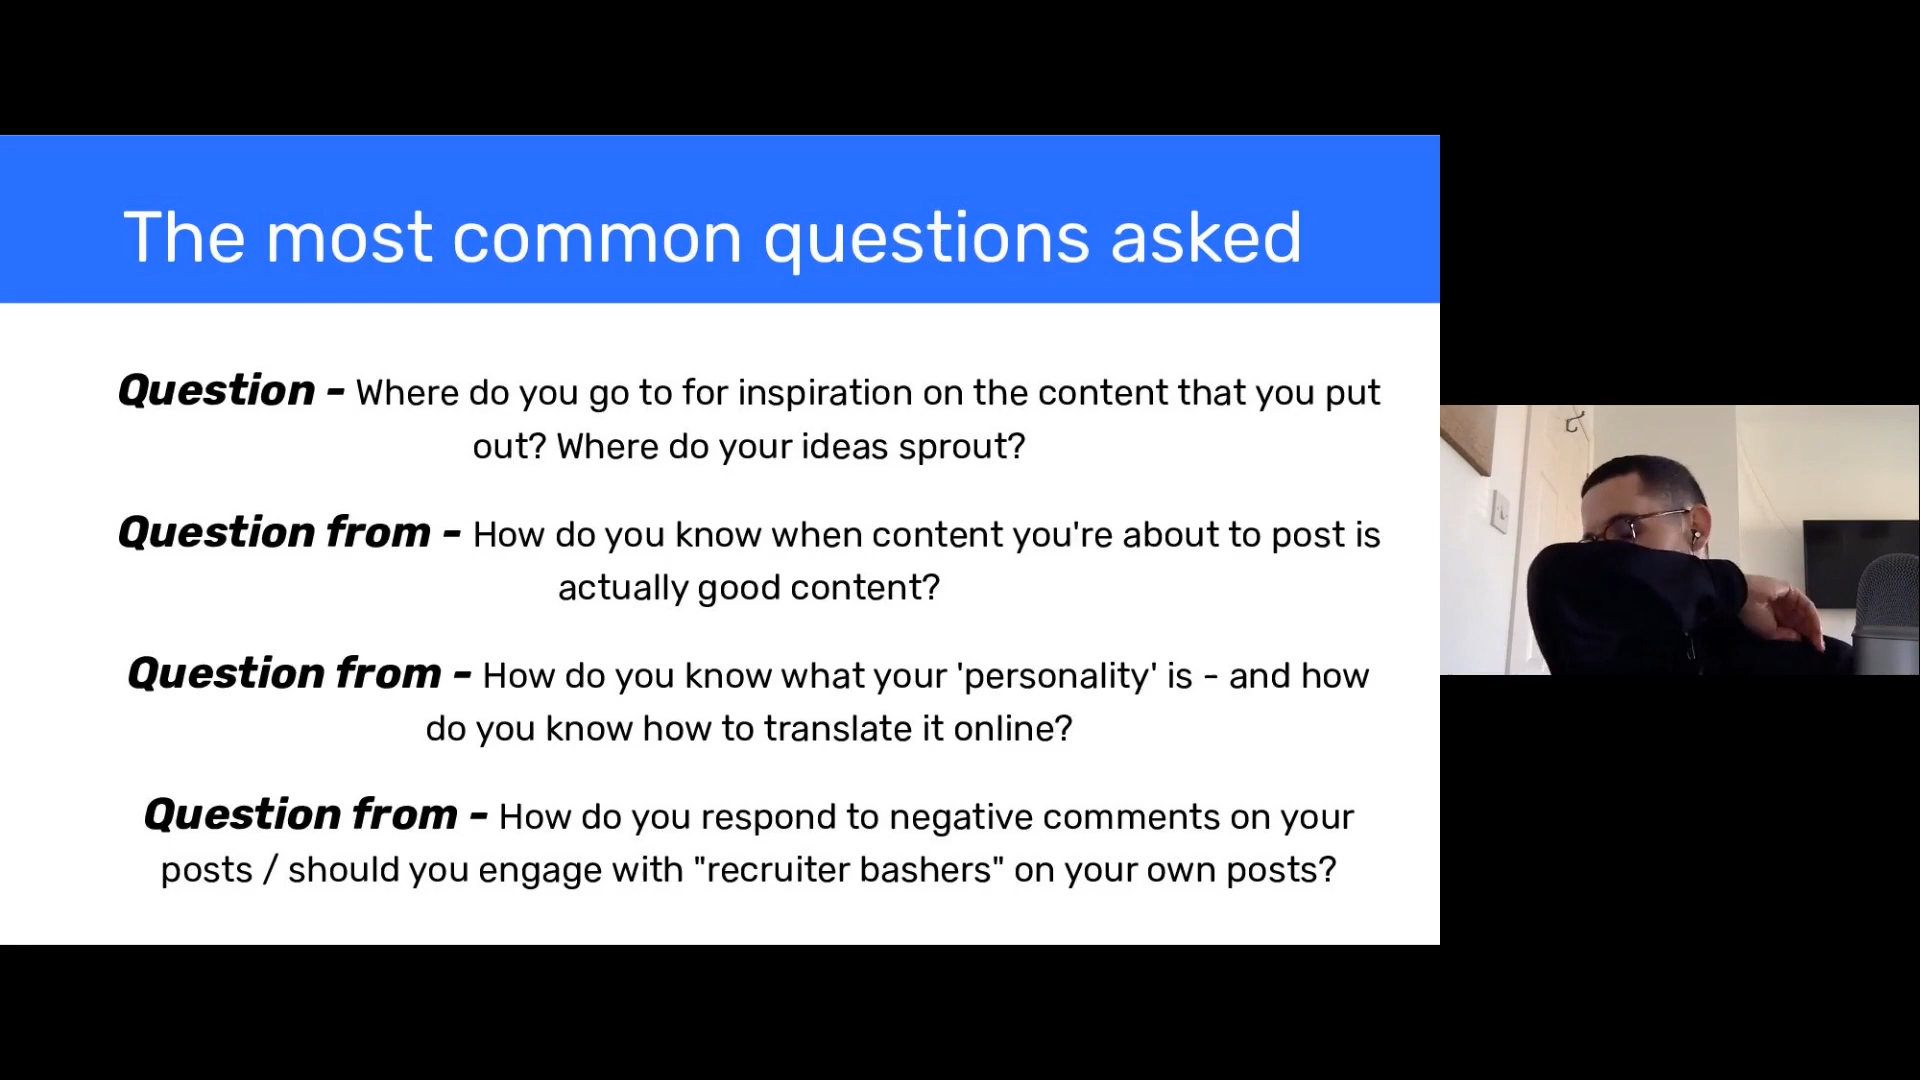 The most common questions asked
Question - Where do you go to for inspiration on the content that you put
out? Where do your ideas sprout?
Question from - How do you know when content you're about to post is
actually good content?
Question from - How do you know what your 'personality' is - and how
do you know how to translate it online?
Question from - How do you respond to negative comments on your
posts / should you engage with "recruiter bashers" on your own posts?